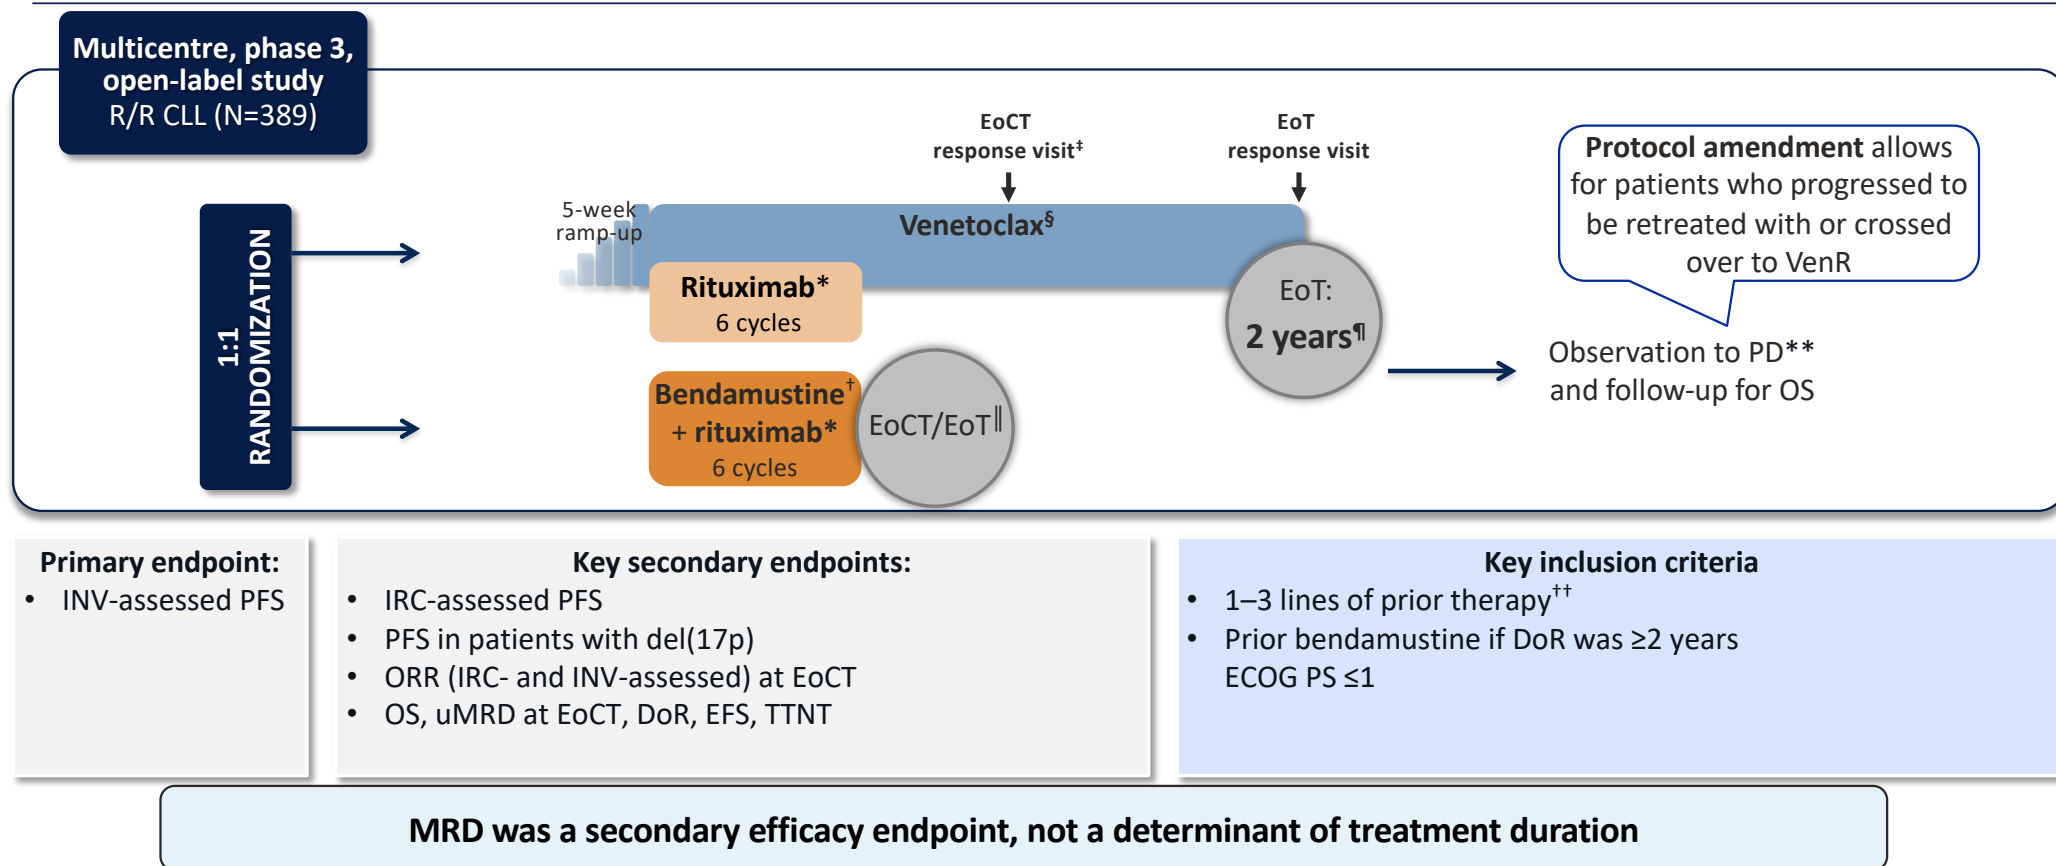 Multicentre, phase 3,
open-label study
R/R CLL (N=389)
1:1
RANDOMIZATION
5-week
ramp-up
EoCT
response visit‡
EoT
response visit
Venetoclax§
Rituximab*
6 cycles
Bendamustine†
+ rituximab*
6 cycles
EoCT/EoT‖
EoT:
2 years¶
Protocol amendment allows
for patients who progressed to
be retreated with or crossed
over to VenR
Observation to PD**
and follow-up for OS
Primary endpoint:
• INV-assessed PFS
Key secondary endpoints:
• IRC-assessed PFS
• PFS in patients with del(17p)
• ORR (IRC- and INV-assessed) at EoCT
• OS, uMRD at EoCT, DoR, EFS, TTNT
Key inclusion criteria
• 1–3 lines of prior therapy††
• Prior bendamustine if DoR was ≥2 years
ECOG PS ≤1
MRD was a secondary efficacy endpoint, not a determinant of treatment duration